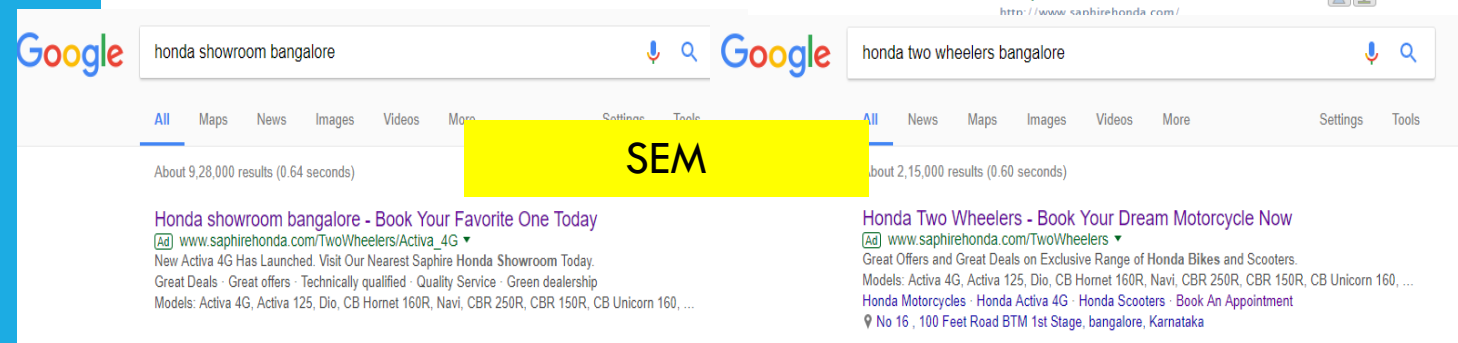 http://www.saphirehonda.com/
Google
honda showroom bangalore
All Maps News Images Videos More Settings Tools
About 9,28,000 results (0.64 seconds)
Honda showroom bangalore - Book Your Favorite One Today
Ad www.saphirehonda.com/TwoWheelers/Activa_4G ▼
New Activa 4G Has Launched. Visit Our Nearest Saphire Honda Showroom Today.
Great Deals · Great offers · Technically qualified · Quality Service · Green dealership
Models: Activa 4G, Activa 125, Dio, CB Hornet 160R, Navi, CBR 250R, CBR 150R, CB Unicorn 160, ...
SEM
Google
honda two wheelers bangalore
All News Maps Images Videos More Settings Tools
About 2,15,000 results (0.60 seconds)
Honda Two Wheelers - Book Your Dream Motorcycle Now
Ad www.saphirehonda.com/TwoWheelers ▼
Great Offers and Great Deals on Exclusive Range of Honda Bikes and Scooters.
Models: Activa 4G, Activa 125, Dio, CB Hornet 160R, Navi, CBR 250R, CBR 150R, CB Unicorn 160, ...
Honda Motorcycles · Honda Activa 4G · Honda Scooters · Book An Appointment
No 16 , 100 Feet Road BTM 1st Stage, bangalore, Karnataka